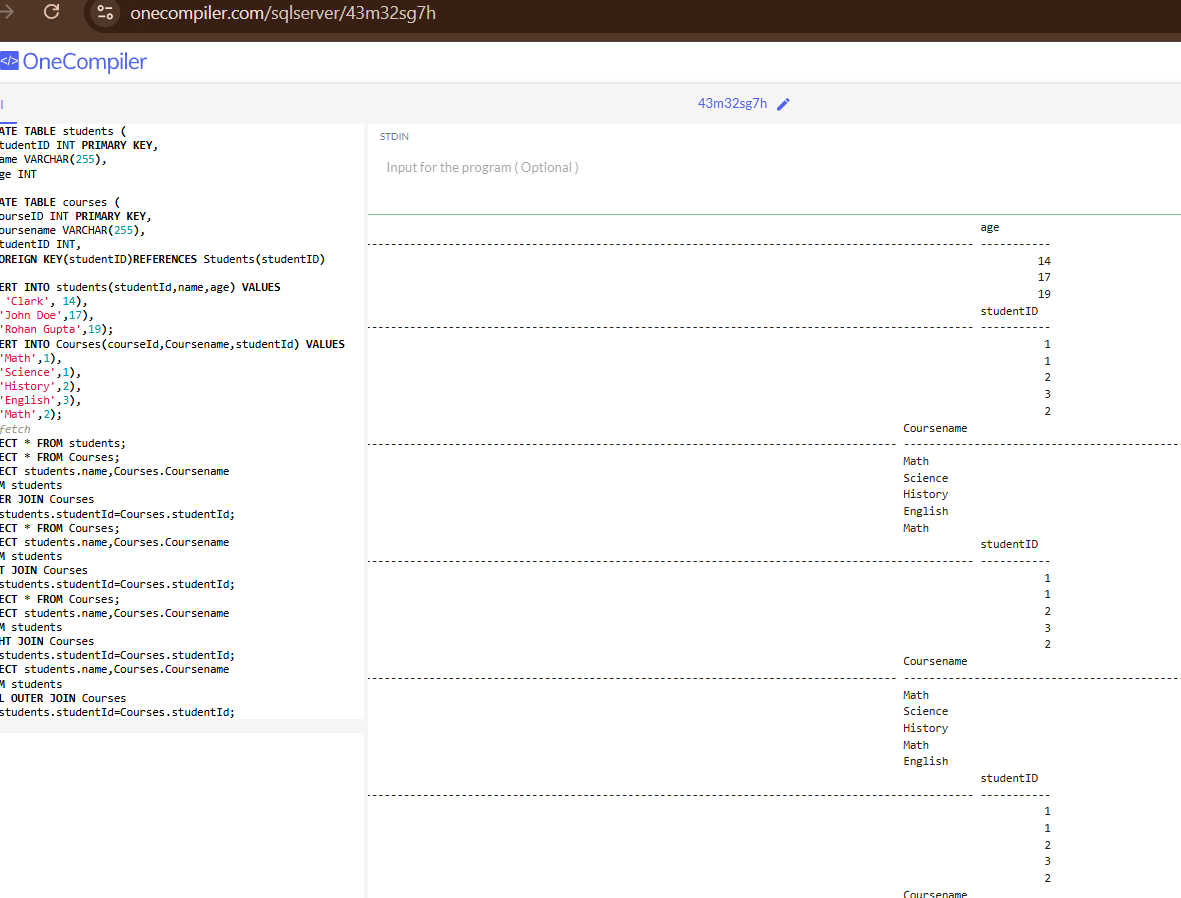 onecompiler.com/sqlserver/43m32sg7h
</> OneCompiler
43m32sg7h
ATE TABLE students (
tudentID INT PRIMARY KEY,
ame VARCHAR(255),
ge INT
ATE TABLE courses (
ourseID INT PRIMARY KEY,
oursename VARCHAR(255),
tudentID INT,
OREIGN KEY(studentID)REFERENCES Students(studentID)
ERT INTO students(studentId,name,age) VALUES
'Clark', 14),
'John Doe',17),
'Rohan Gupta',19);
ERT INTO Courses(courseId,Coursename,studentId) VALUES
'Math',1),
'Science',1),
'History',2),
'English',3),
'Math',2);
fetch
ECT * FROM students;
ECT * FROM Courses;
ECT students.name,Courses.Coursename
M students
ER JOIN Courses
students.studentId=Courses.studentId;
ECT * FROM Courses;
ECT students.name,Courses.Coursename
M students
T JOIN Courses
students.studentId=Courses.studentId;
ECT * FROM Courses;
ECT students.name,Courses.Coursename
M students
HT JOIN Courses
students.studentId=Courses.studentId;
ECT students.name,Courses.Coursename
M students
L OUTER JOIN Courses
students.studentId=Courses.studentId;
STDIN
Input for the program ( Optional )
age
14
17
19
studentID
1
1
2
3
2
Coursename
Math
Science
History
English
Math
studentID
1
1
2
3
2
Coursename
Math
Science
History
Math
English
studentID
1
1
2
3
2
Coursename